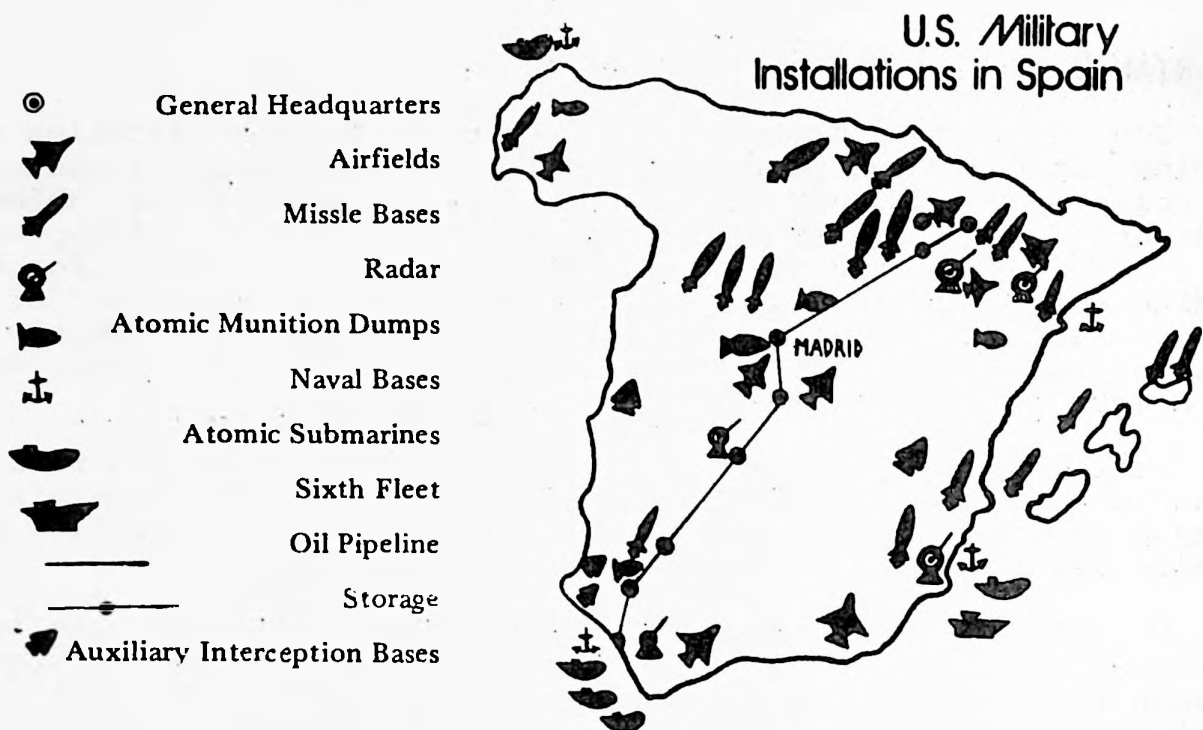 U.S. Military
Installations in Spain
General Headquarters
Airfields
Missle Bases
Radar
Atomic Munition Dumps
Naval Bases
Atomic Submarines
Sixth Fleet
Oil Pipeline
Storage
Auxiliary Interception Bases
MADRID